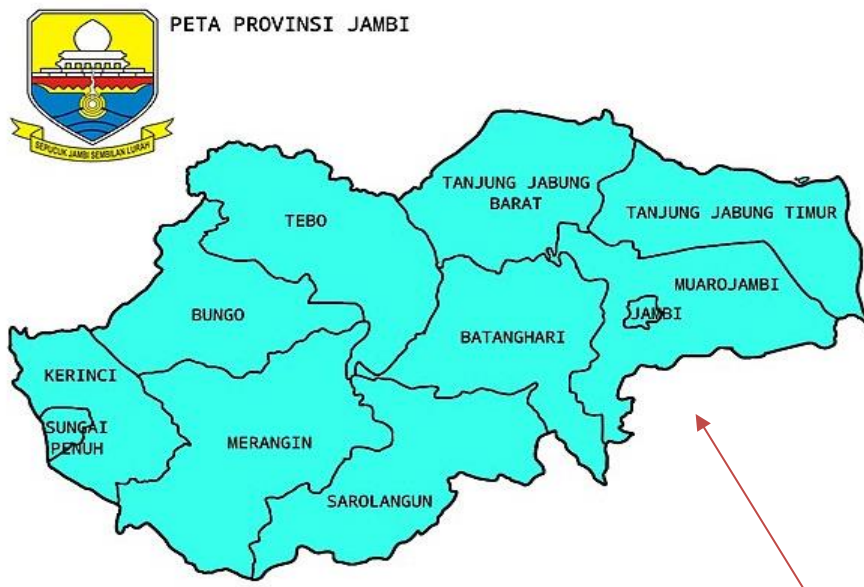 PETA PROVINSI JAMBI
SEPUCUK JAMBI SEMBILAN LURAH
TANJUNG JABUNG
BARAT
TANJUNG JABUNG TIMUR
TEBO
MUAROJAMBI
BUNGO
JAMBI
BATANGHARI
KERINCI
SUNGAI
PENUH
MERANGIN
SAROLANGUN